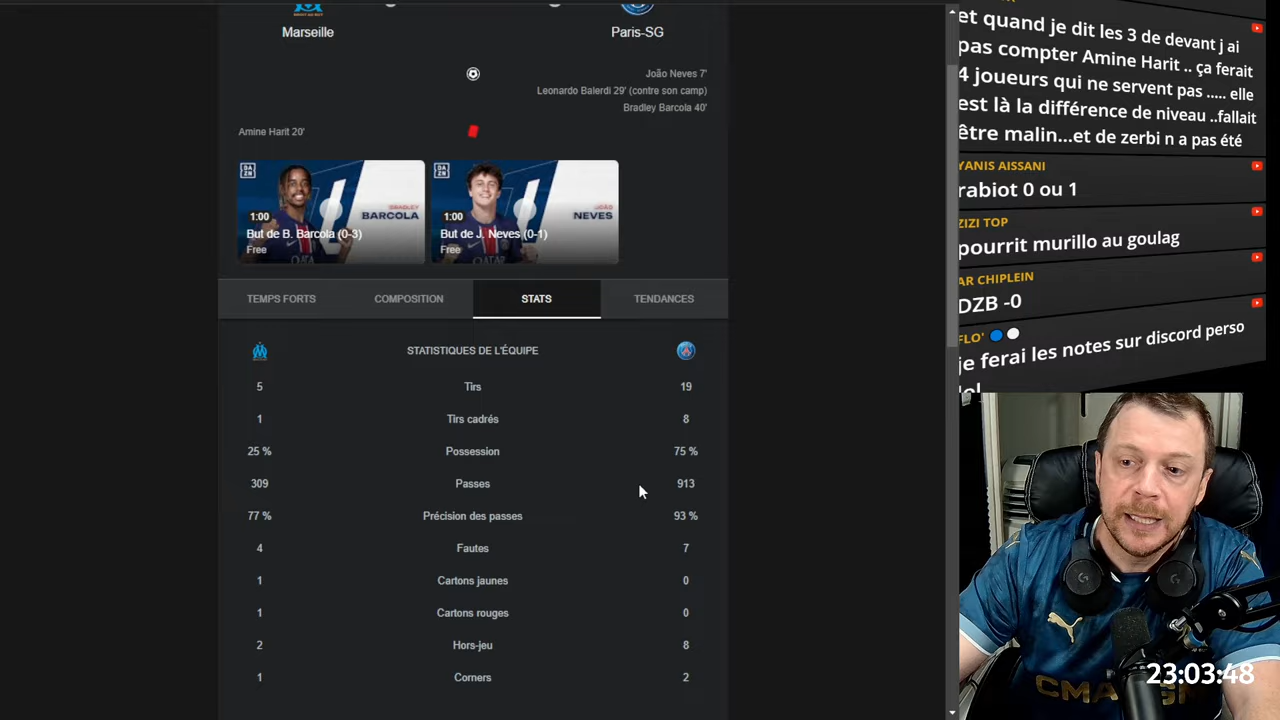 Marseille
Paris-SG
João Neves 7'
Leonardo Balerdi 29' (contre son camp)
Bradley Barcola 40'
Amine Harit 20'
DAZN
BRADLEY
BARCOLA
1:00
But de B. Barcola (0-3)
Free
DAZN
JOÃO
NEVES
1:00
But de J. Neves (0-1)
Free
TEMPS FORTS
COMPOSITION
STATS
TENDANCES
STATISTIQUES DE L'ÉQUIPE
5 Tirs 19
1 Tirs cadrés 8
25 % Possession 75 %
309 Passes 913
77 % Précision des passes 93 %
4 Fautes 7
1 Cartons jaunes 0
1 Cartons rouges 0
2 Hors-jeu 8
1 Corners 2
et quand je dit les 3 de devant j ai
pas compter Amine Harit .. ça ferait
4 joueurs qui ne servent pas ..... elle
est là la différence de niveau ..fallait
être malin...et de zerbi n a pas été
YANIS AISSANI
rabiot 0 ou 1
ZIZI TOP
pourrit murillo au goulag
AR CHIPLEIN
DZB -0
FLO'
je ferai les notes sur discord perso
lol
CMA
23:03:48